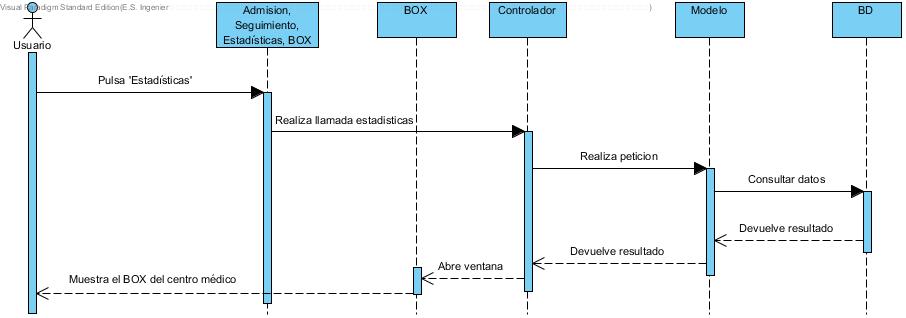 Visual Paradigm Standard Edition(E.S. Ingenier
)
Usuario
Admision,
Seguimiento,
Estadísticas, BOX
BOX
Controlador
Modelo
BD
Pulsa 'Estadísticas'
Realiza llamada estadisticas
Realiza peticion
Consultar datos
Devuelve resultado
Devuelve resultado
Abre ventana
Muestra el BOX del centro médico